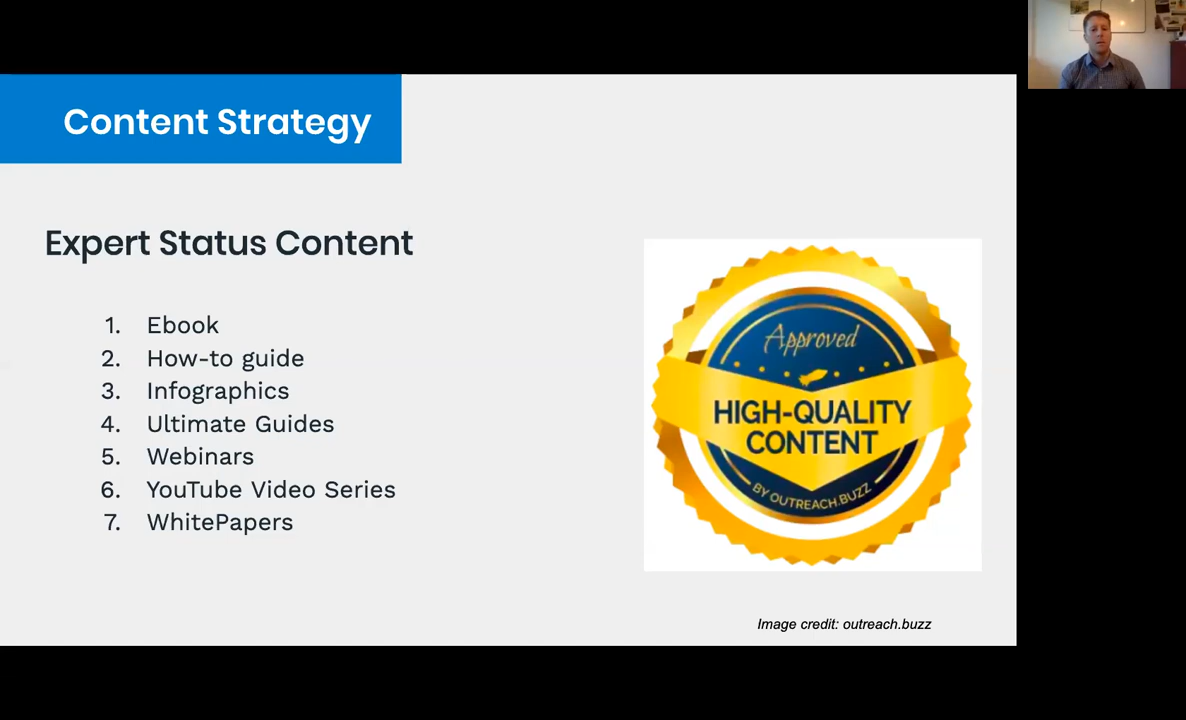 Content Strategy
Expert Status Content
1. Ebook
2. How-to guide
3. Infographics
4. Ultimate Guides
5. Webinars
6. YouTube Video Series
7. WhitePapers
Approved
HIGH-QUALITY
CONTENT
BY OUTREACH.BUZZ
Image credit: outreach.buzz